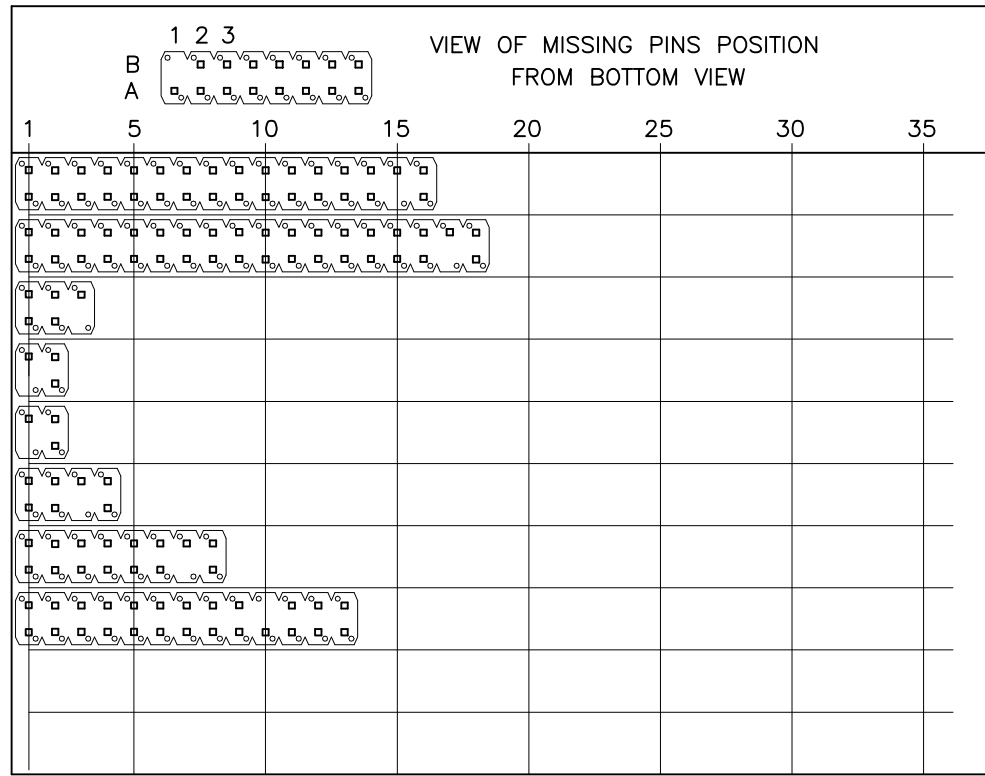 1 2 3
VIEW OF MISSING PINS POSITION
B
FROM BOTTOM VIEW
A
1 5 10 15 20 25 30 35